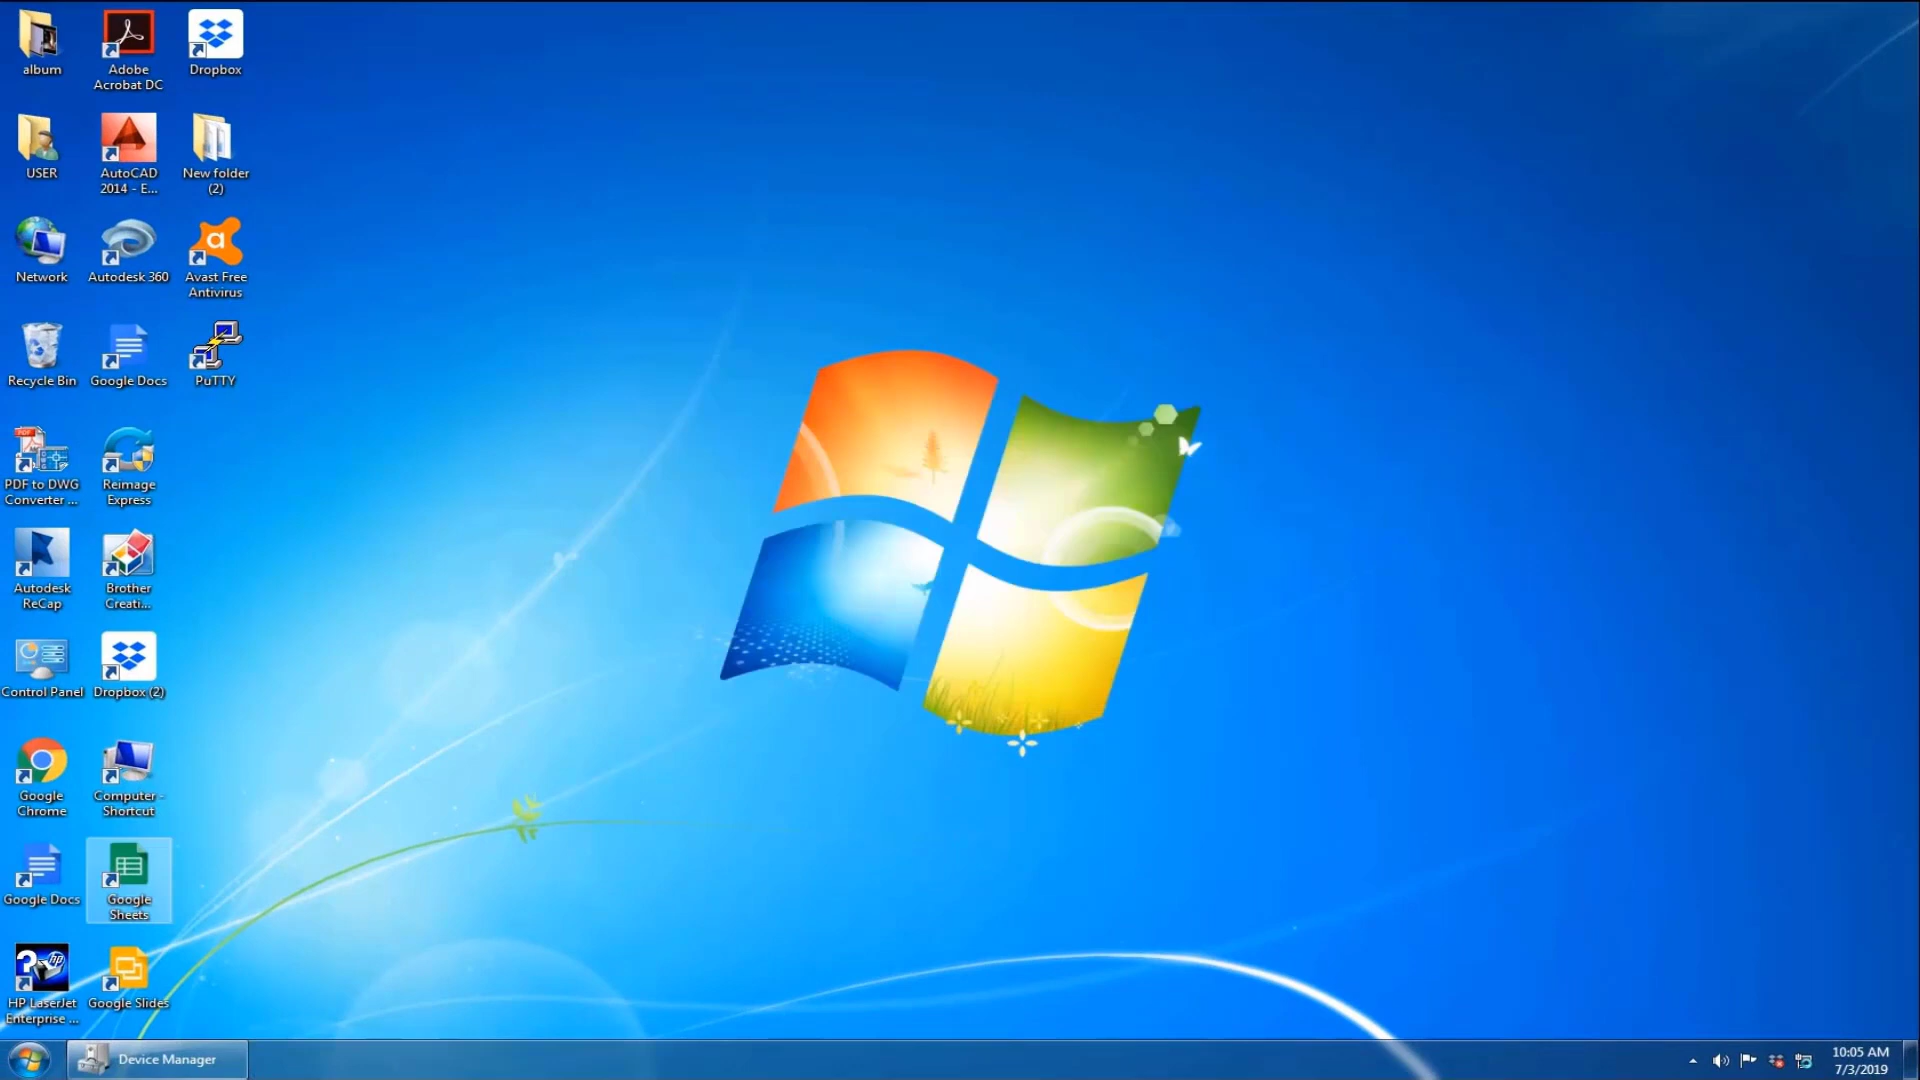 album
Adobe
Acrobat DC
Dropbox
USER
AutoCAD
2014 - E...
New folder
(2)
Network
Autodesk 360
Avast Free
Antivirus
Recycle Bin
Google Docs
PuTTY
PDF to DWG
Converter ...
Reimage
Express
Autodesk
ReCap
Brother
Creati...
Control Panel
Dropbox (2)
Google
Chrome
Computer -
Shortcut
Google Docs
Google
Sheets
HP LaserJet
Enterprise ...
Google Slides
Device Manager
10:05 AM
7/3/2019